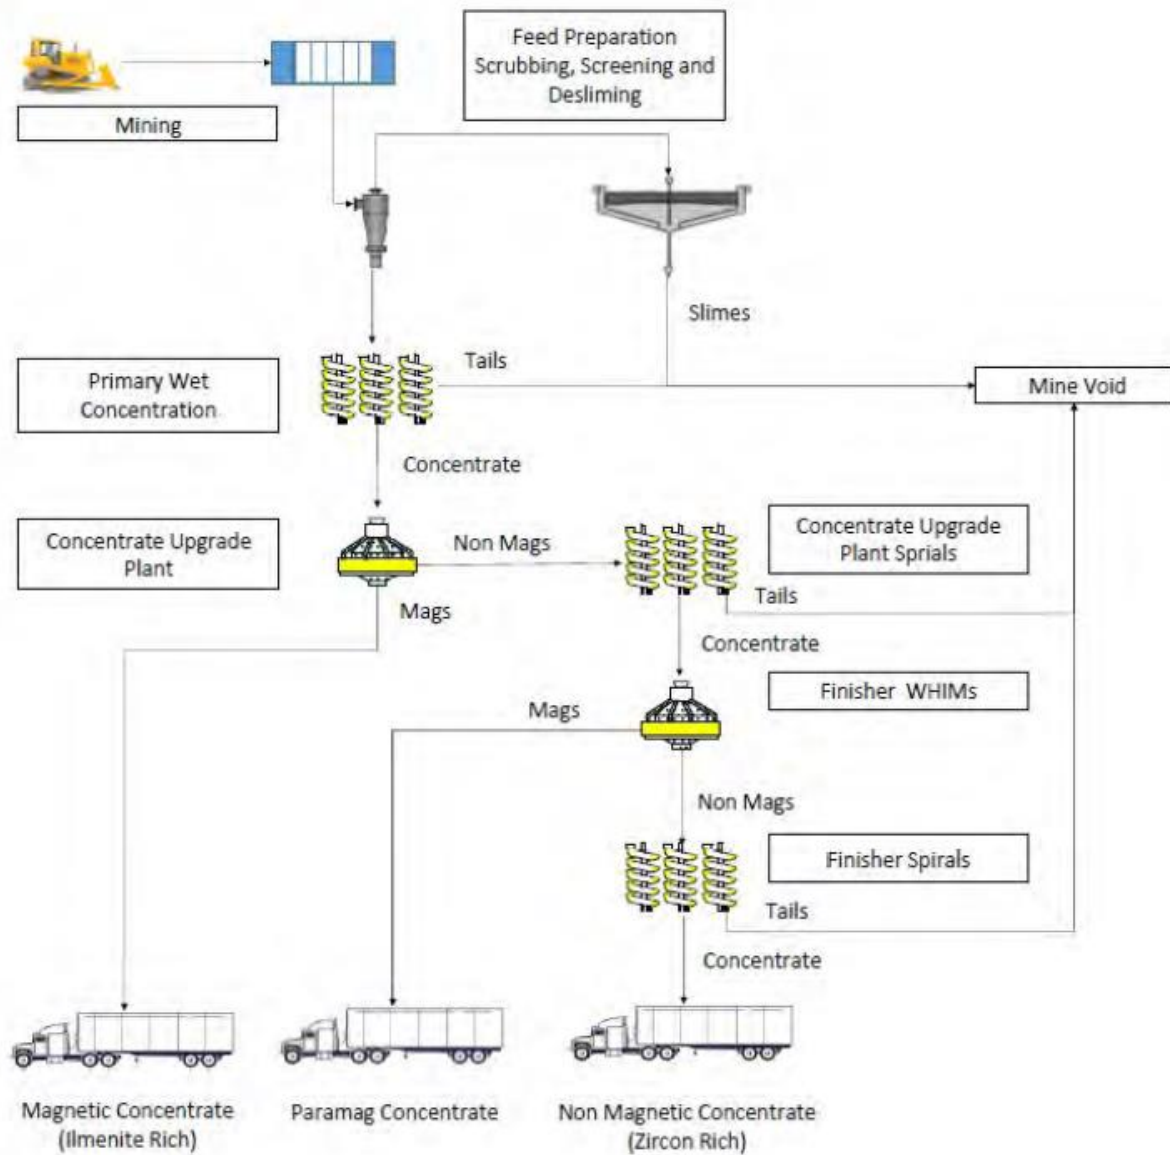 Feed Preparation
Scrubbing, Screening and
Desliming
Mining
Slimes
Tails
Primary Wet
Concentration
Mine Void
Concentrate
Concentrate Upgrade
Plant
Non Mags
Concentrate Upgrade
Plant Sprials
Tails
Mags
Concentrate
Finisher WHIMs
Mags
Non Mags
Finisher Spirals
Tails
Concentrate
Magnetic Concentrate
(Ilmenite Rich)
Paramag Concentrate
Non Magnetic Concentrate
(Zircon Rich)